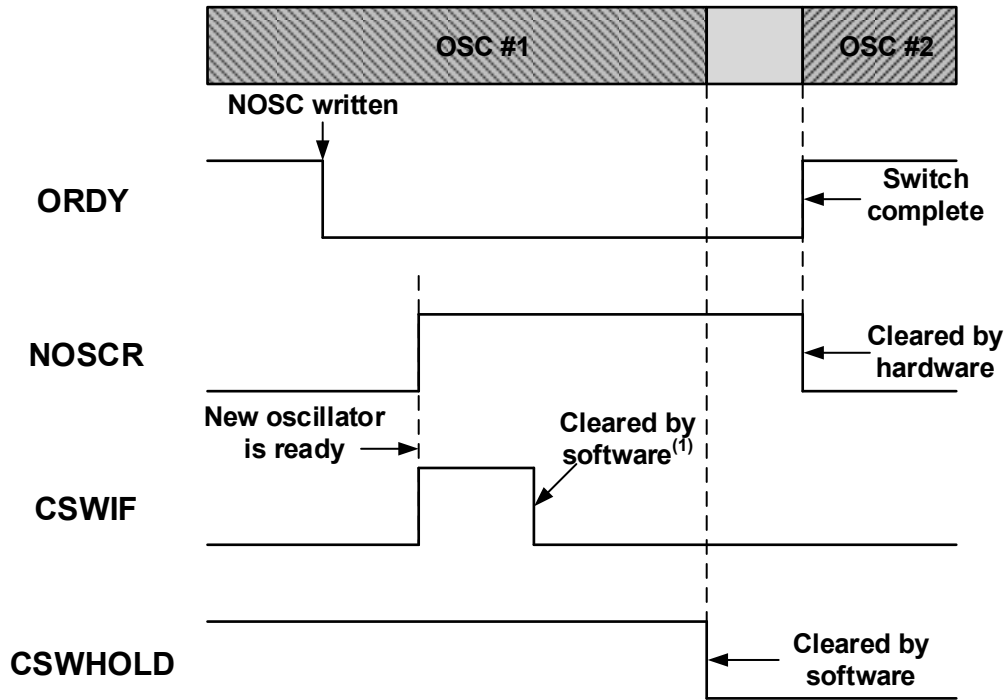 OSC #1
OSC #2
NOSC written
ORDY
Switch
complete
NOSCR
Cleared by
hardware
New oscillator
is ready
Cleared by
software(1)
CSWIF
CSWHOLD
Cleared by
software